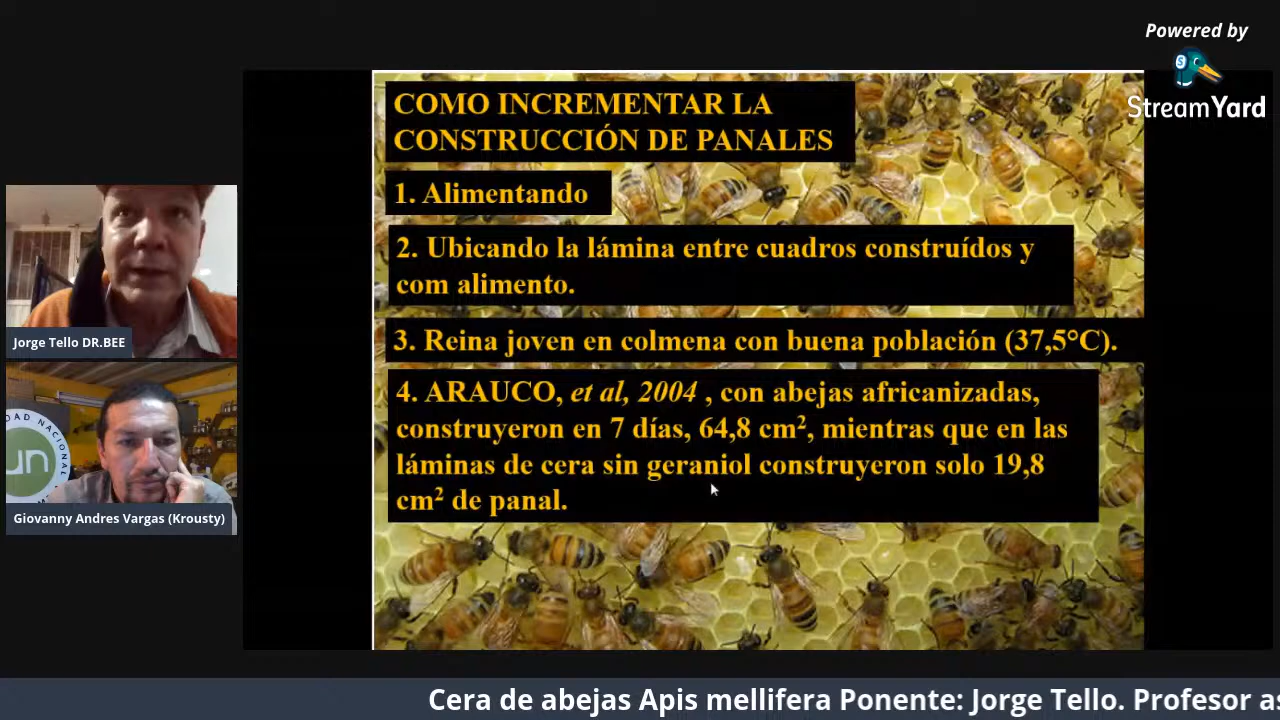 Powered by
StreamYard
COMO INCREMENTAR LA
CONSTRUCCIÓN DE PANALES
1. Alimentando
2. Ubicando la lámina entre cuadros construídos y
com alimento.
3. Reina joven en colmena con buena población (37,5°C).
4. ARAUCO, et al, 2004 , con abejas africanizadas,
construyeron en 7 días, 64,8 cm², mientras que en las
láminas de cera sin geraniol construyeron solo 19,8
cm² de panal.
Jorge Tello DR.BEE
un
Giovanny Andres Vargas (Krousty)
Cera de abejas Apis mellifera Ponente: Jorge Tello. Profesor as